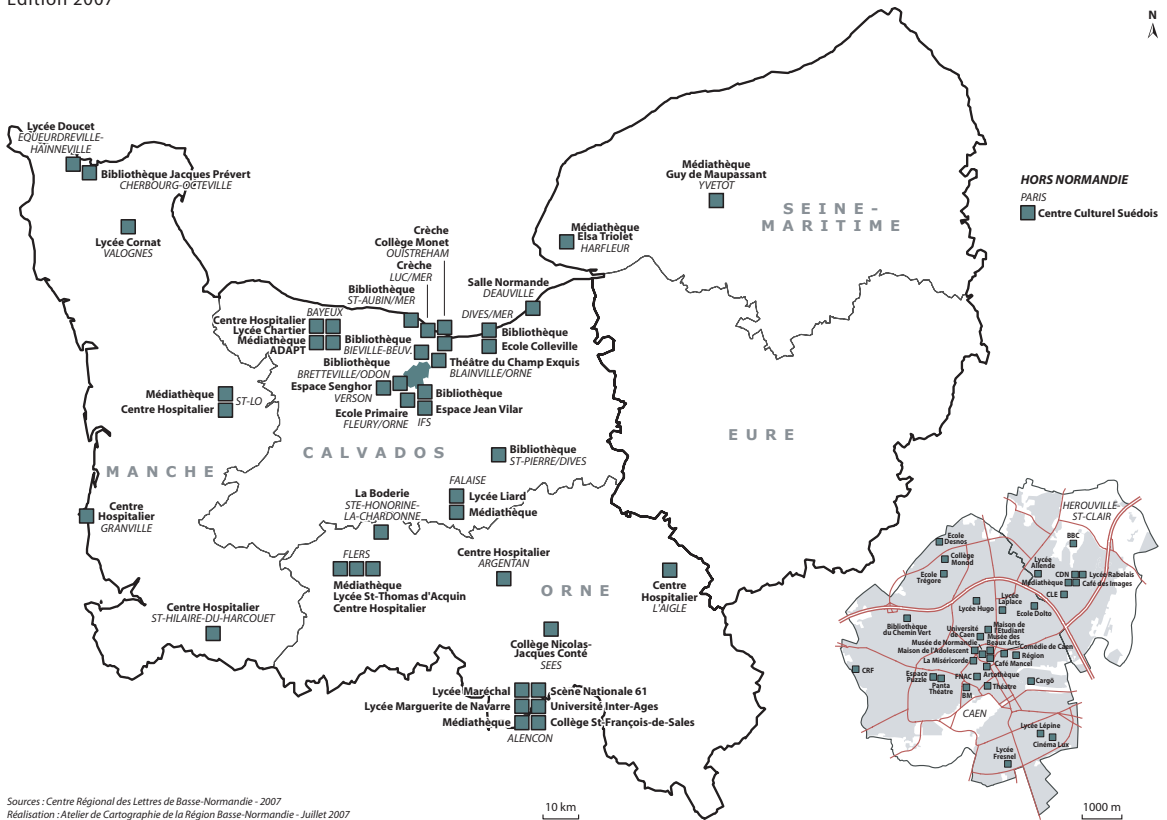 Edition 2007
N
Lycée Doucet
EQUEURDREVILLE-
HAINNEVILLE
Bibliothèque Jacques Prévert
CHERBOURG-OCTEVILLE
Lycée Cornat
VALOGNES
Médiathèque
Guy de Maupassant
YVETOT
SEINE-
MARITIME
HORS NORMANDIE
PARIS
Centre Culturel Suédois
Médiathèque
Elsa Triolet
HARFLEUR
Crèche
Collège Monet
OUISTREHAM
Crèche
LUC/MER
Bibliothèque
ST-AUBIN/MER
Salle Normande
DEAUVILLE
DIVES/MER
Bibliothèque
Ecole Colleville
BAYEUX
Centre Hospitalier
Lycée Chartier
Médiathèque
ADAPT
Bibliothèque
BIEVILLE-BEUV.
Théâtre du Champ Exquis
BLAINVILLE/ORNE
Bibliothèque
BRETTEVILLE/ODON
Espace Senghor
VERSON
Bibliothèque
Espace Jean Vilar
IFS
Ecole Primaire
FLEURY/ORNE
Médiathèque
Centre Hospitalier
ST-LO
EURE
CALVADOS
MANCHE
Bibliothèque
ST-PIERRE/DIVES
FALAISE
Lycée Liard
Médiathèque
La Boderie
STE-HONORINE-
LA-CHARDONNE
Centre
Hospitalier
GRANVILLE
FLERS
Médiathèque
Lycée St-Thomas d'Acquin
Centre Hospitalier
Centre Hospitalier
ARGENTAN
ORNE
Centre
Hospitalier
L'AIGLE
Centre Hospitalier
ST-HILAIRE-DU-HARCOUET
Collège Nicolas-
Jacques Conté
SEES
Lycée Maréchal
Lycée Marguerite de Navarre
Médiathèque
Scène Nationale 61
Université Inter-Ages
Collège St-François-de-Sales
ALENCON
HEROUVILLE-
ST-CLAIR
BBC
Ecole
Desnos
Collège
Monod
Ecole
Trégore
Lycée
Allende
CDN
Lycée Rabelais
Médiathèque
Café des Images
CLE
Lycée Hugo
Lycée
Laplace
Ecole Dolto
Bibliothèque
du Chemin Vert
Université
de Caen
Maison de
l'Etudiant
Musée de Normandie
Musée des
Beaux Arts
Maison de l'Adolescent
Comédie de Caen
Région
La Miséricorde
Café Mancel
CRF
Espace
Puzzle
Panta
Théatre
FNAC
Artothèque
BM
Théatre
Cargö
CAEN
Lycée Lépine
Cinéma Lux
Lycée
Fresnel
Sources : Centre Régional des Lettres de Basse-Normandie - 2007
Réalisation : Atelier de Cartographie de la Région Basse-Normandie - Juillet 2007
10 km
1000 m